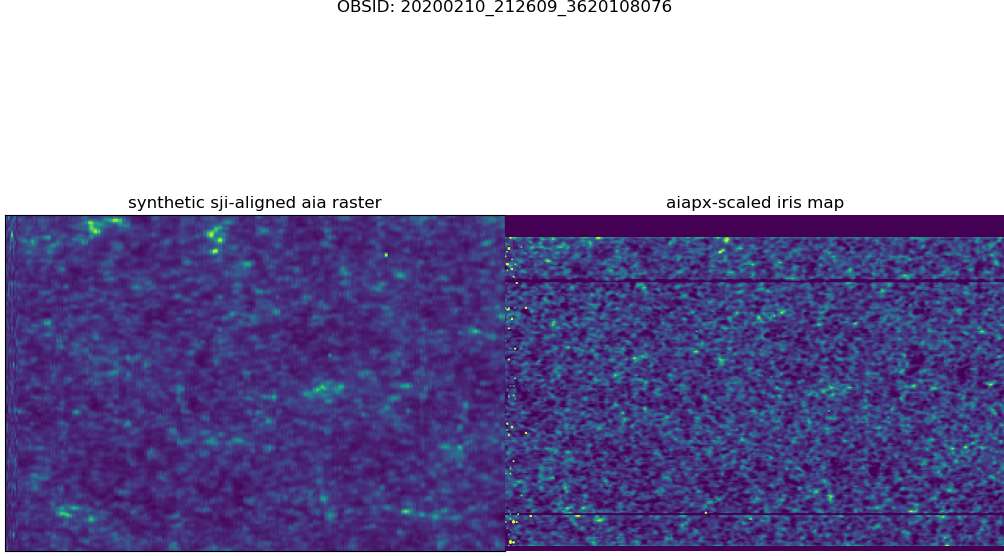 OBSID: 20200210_212609_3620108076
synthetic sji-aligned aia raster
aiapx-scaled iris map